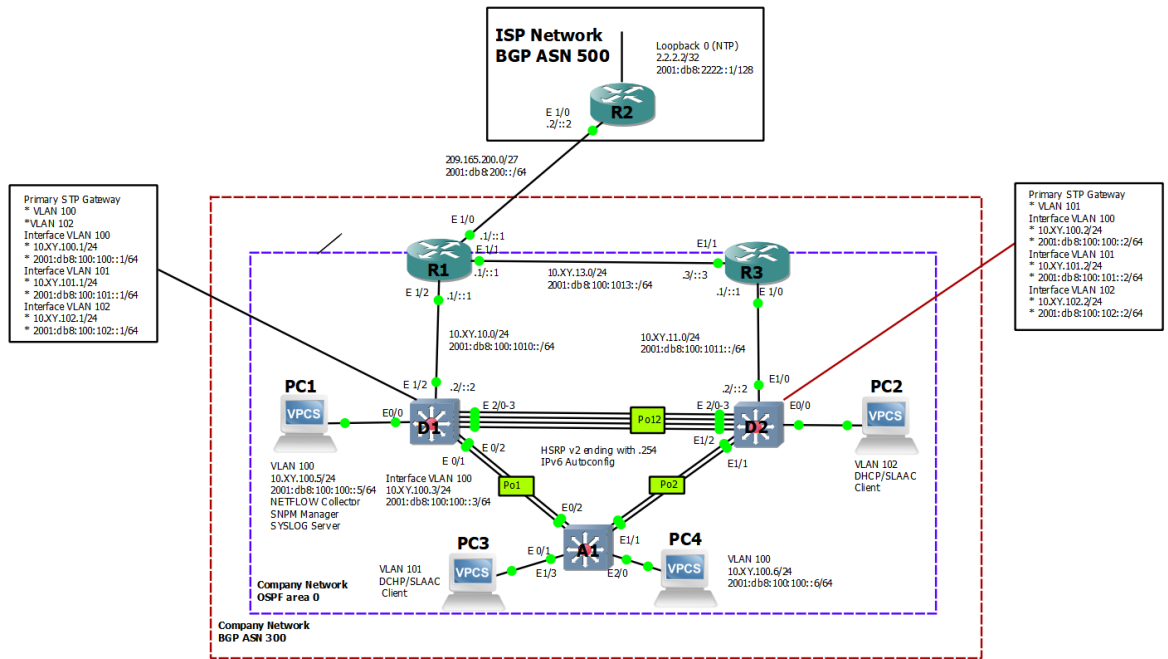 ISP Network
BGP ASN 500
Loopback 0 (NTP)
2.2.2.2/32
2001:db8:2222::1/128
R2
E 1/0
.2/::2
209.165.200.0/27
2001:db8:200::/64
Primary STP Gateway
* VLAN 100
*VLAN 102
Interface VLAN 100
* 10.XY.100.1/24
* 2001:db8:100:100::1/64
Interface VLAN 101
* 10.XY.101.1/24
* 2001:db8:100:101::1/64
Interface VLAN 102
* 10.XY.102.1/24
* 2001:db8:100:102::1/64
Primary STP Gateway
* VLAN 101
Interface VLAN 100
* 10.XY.100.2/24
* 2001:db8:100:100::2/64
Interface VLAN 101
* 10.XY.101.2/24
* 2001:db8:100:101::2/64
Interface VLAN 102
* 10.XY.102.2/24
* 2001:db8:100:102::2/64
E 1/0
.1/::1
E 1/1
R1
.1/::1
10.XY.13.0/24
2001:db8:100:1013::/64
E1/1
.3/::3
R3
.1/::1
E 1/0
E 1/2
.1/::1
10.XY.10.0/24
2001:db8:100:1010::/64
10.XY.11.0/24
2001:db8:100:1011::/64
E 1/2
.2/::2
.2/::2
E1/0
PC1
VPCS
E0/0
D1
E 2/0-3
Po12
E 2/0-3
D2
E0/0
PC2
VPCS
E 0/2
E 0/1
HSRP v2 ending with .254
IPv6 Autoconfig
E1/2
E1/1
VLAN 100
10.XY.100.5/24
2001:db8:100:100::5/64
NETFLOW Collector
SNPM Manager
SYSLOG Server
Interface VLAN 100
10.XY.100.3/24
2001:db8:100:100::3/64
VLAN 102
DHCP/SLAAC
Client
Po1
Po2
E0/2
E 0/1
A1
E1/1
E1/3
E2/0
PC3
VPCS
VLAN 101
DCHP/SLAAC
Client
PC4
VPCS
VLAN 100
10.XY.100.6/24
2001:db8:100:100::6/64
Company Network
OSPF area 0
Company Network
BGP ASN 300